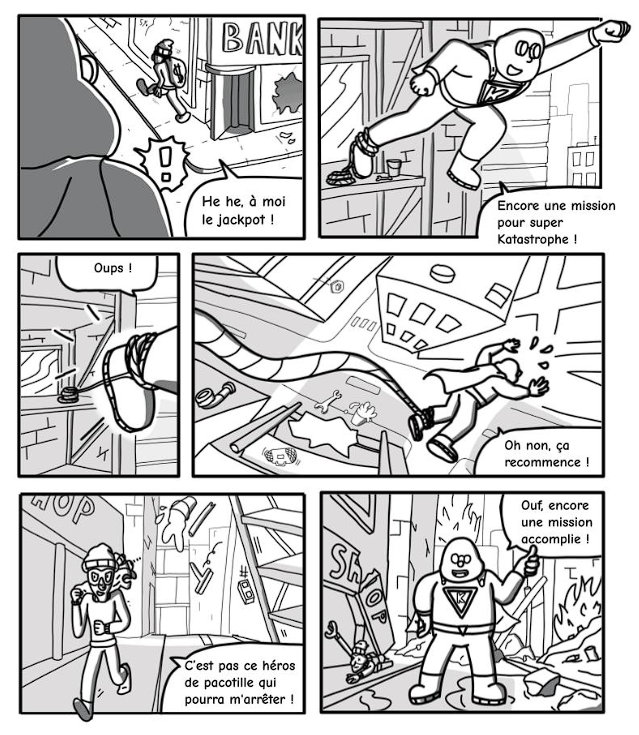 BANK
$
!
He he, à moi
le jackpot !
K
Encore une mission
pour super
Katastrophe !
Oups !
Oh non, ça
recommence !
HOP
C'est pas ce héros
de pacotille qui
pourra m'arrêter !
Ouf, encore
une mission
accomplie !
SHOP
K